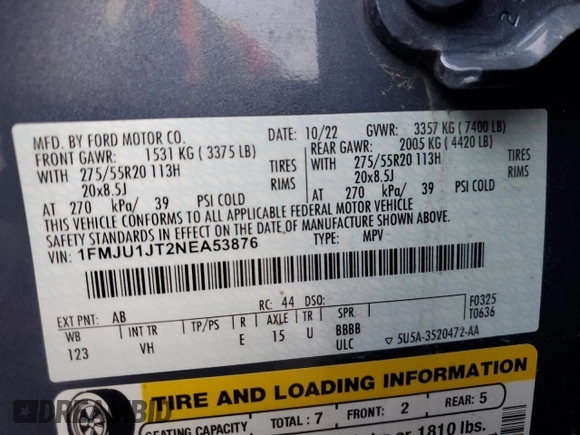 MFD. BY FORD MOTOR CO. 10/22 GVWR: 3357 KG ( 7400 LB)
FRONT GAWR: 1531 KG ( 3375 LB) REAR GAWR: 2005 KG ( 4420 LB)
WITH 275/55R20 113H TIRES WITH 275/55R20 113H TIRES
20x8.5J RIMS 20x8.5J RIMS
AT 270 kPa/ 39 PSI COLD AT 270 kPa/ 39 PSI COLD
THIS VEHICLE CONFORMS TO ALL APPLICABLE FEDERAL MOTOR VEHICLE
SAFETY STANDARDS IN EFFECT ON THE DATE OF MANUFACTURE SHOWN ABOVE.
VIN: 1FMJU1JT2NEA53876 TYPE: MPV
EXT PNT: AB RC: 44 DSO: F0325
WB INT TR TP/PS R AXLE TR SPR T0636
123 VH E 15 U BBBB
ULC ▽ 5U5A-3520472-AA
TIRE AND LOADING INFORMATION
SEATING CAPACITY TOTAL : 7 FRONT: 2 REAR: 5
kg or 1810 lbs.
DREAMBID